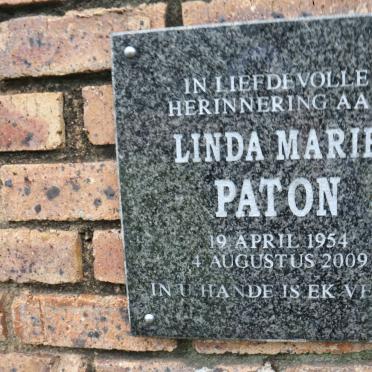 IN LIEFDEVOLLE
HERINNERING AA
LINDA MARIE
PATON
19 APRIL 1954
4 AUGUSTUS 2009
IN U HANDE IS EK VE